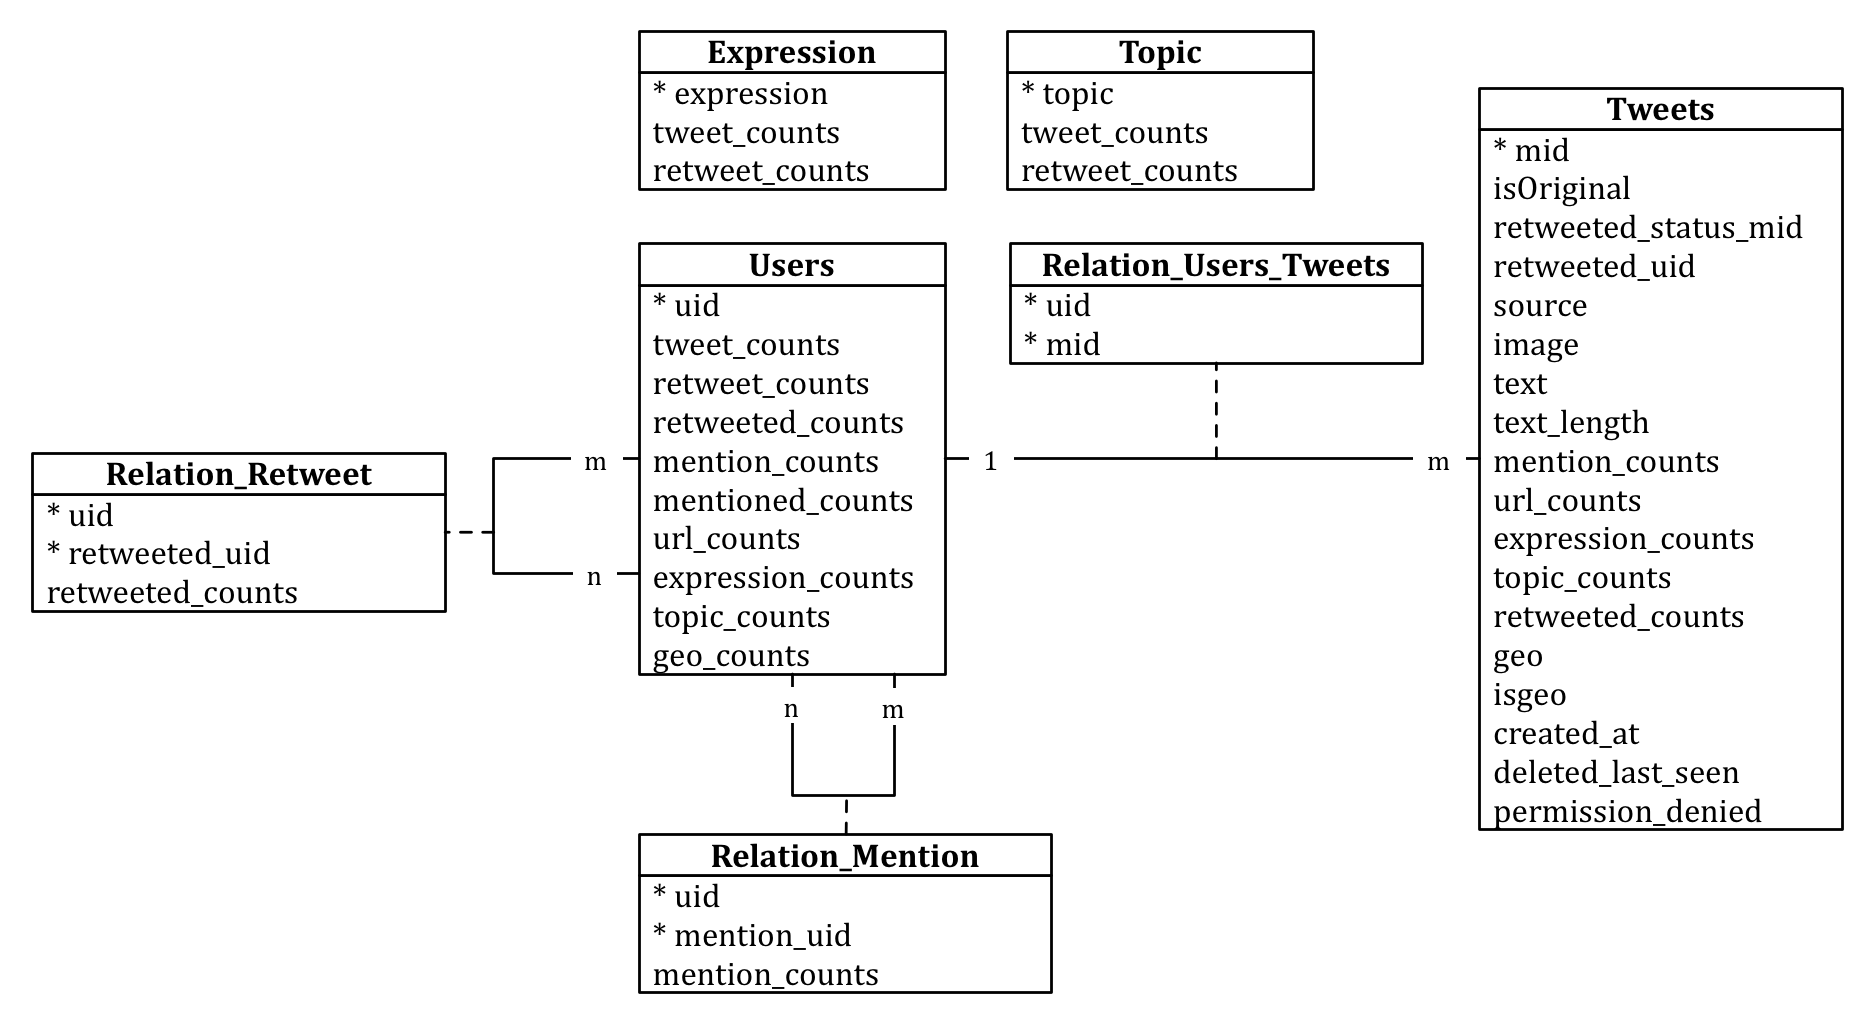 Expression
* expression
tweet_counts
retweet_counts
Topic
* topic
tweet_counts
retweet_counts
Tweets
* mid
isOriginal
retweeted_status_mid
retweeted_uid
source
image
text
text_length
mention_counts
url_counts
expression_counts
topic_counts
retweeted_counts
geo
isgeo
created_at
deleted_last_seen
permission_denied
Users
* uid
tweet_counts
retweet_counts
retweeted_counts
mention_counts
mentioned_counts
url_counts
expression_counts
topic_counts
geo_counts
Relation_Users_Tweets
* uid
* mid
1
m
Relation_Retweet
* uid
* retweeted_uid
retweeted_counts
m
n
n
m
Relation_Mention
* uid
* mention_uid
mention_counts